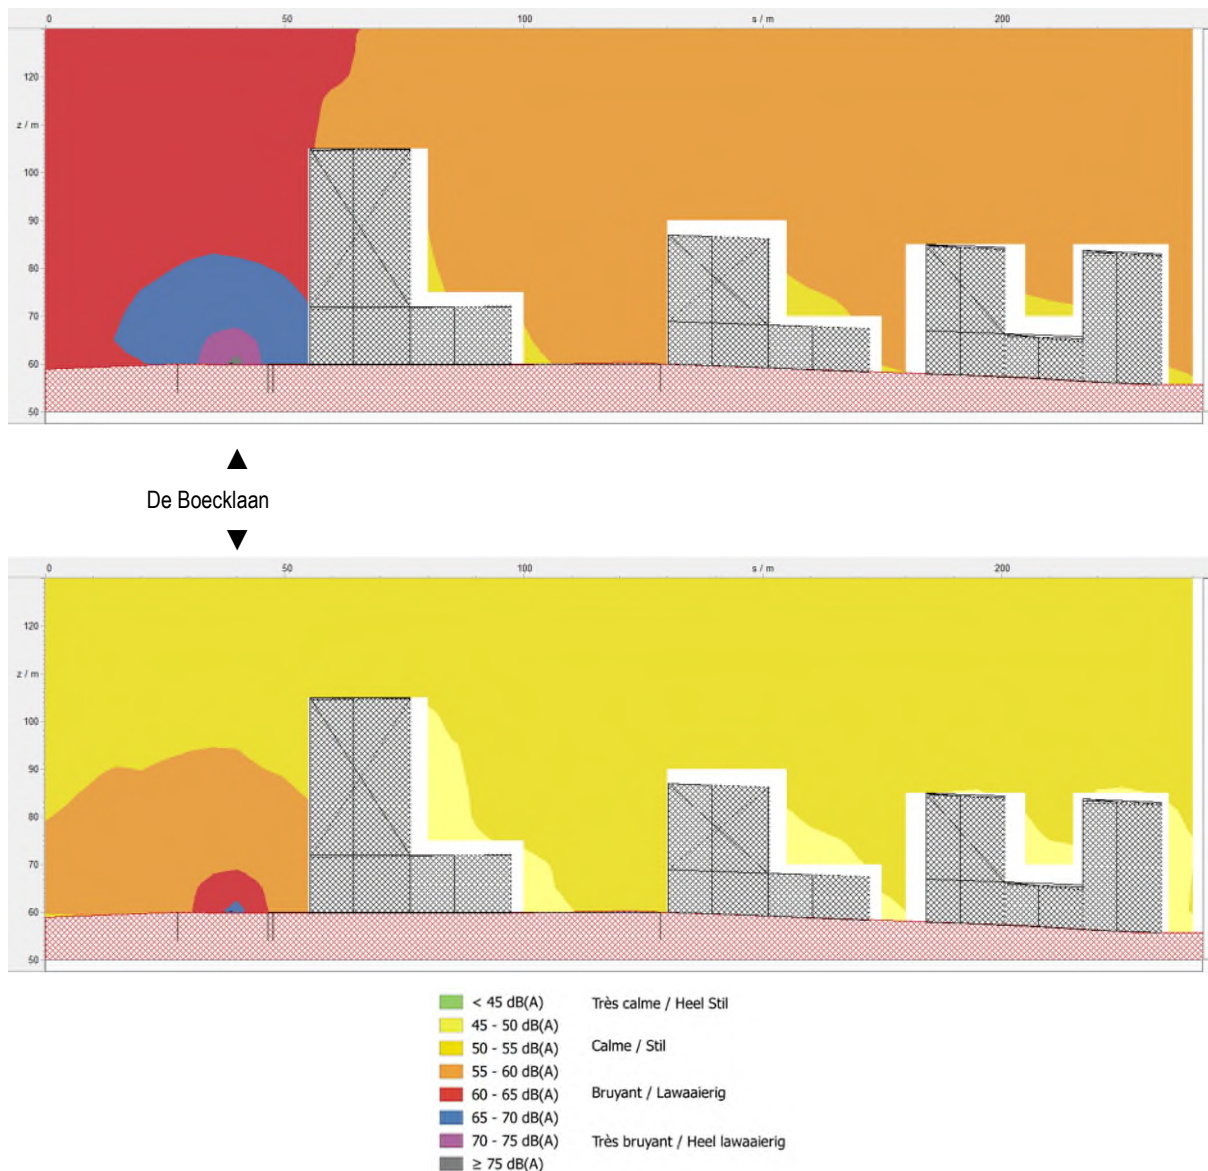 0 50 100 s / m 200
120
z / m
100
90
80
70
60
50
▲
De Boecklaan
▼
0 50 100 s / m 200
120
z / m
100
90
80
70
60
50
< 45 dB(A) Très calme / Heel Stil
45 - 50 dB(A)
50 - 55 dB(A) Calme / Stil
55 - 60 dB(A)
60 - 65 dB(A) Bruyant / Lawaaierig
65 - 70 dB(A)
70 - 75 dB(A) Très bruyant / Heel lawaaierig
≥ 75 dB(A)